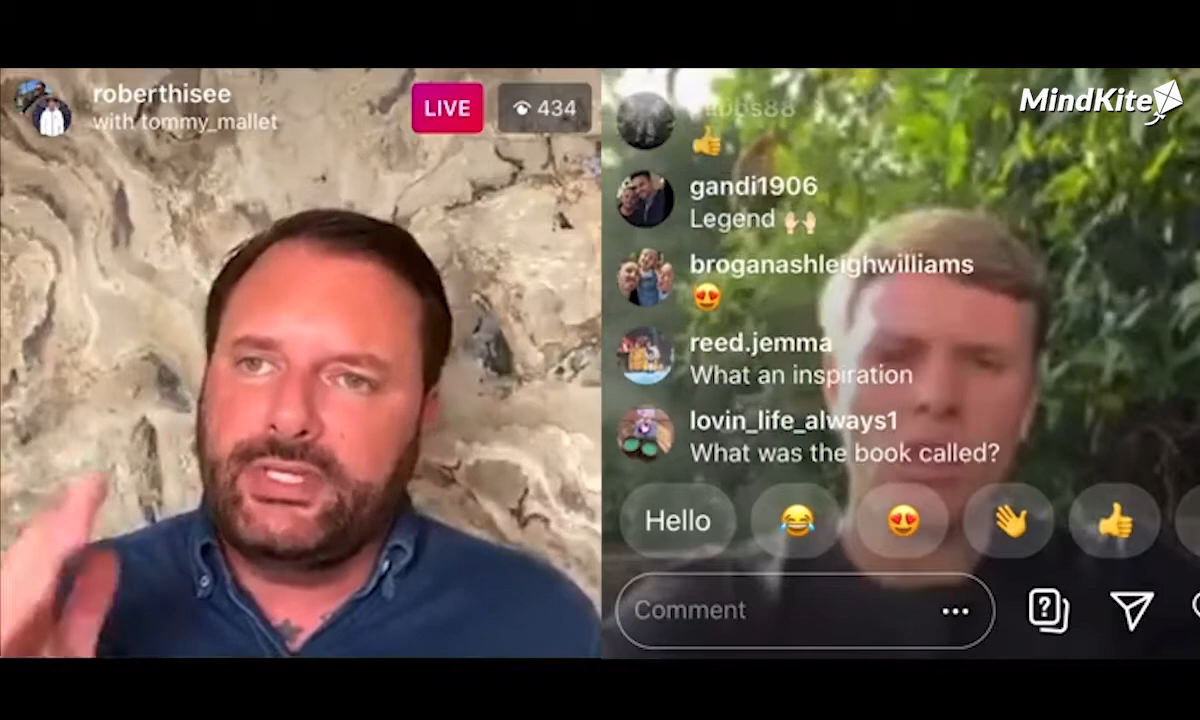 roberthisee
with tommy_mallet
LIVE
434
MindKite
gandi1906
Legend 🙌🏻
broganashleighwilliams
😍
reed.jemma
What an inspiration
lovin_life_always1
What was the book called?
Hello
Comment